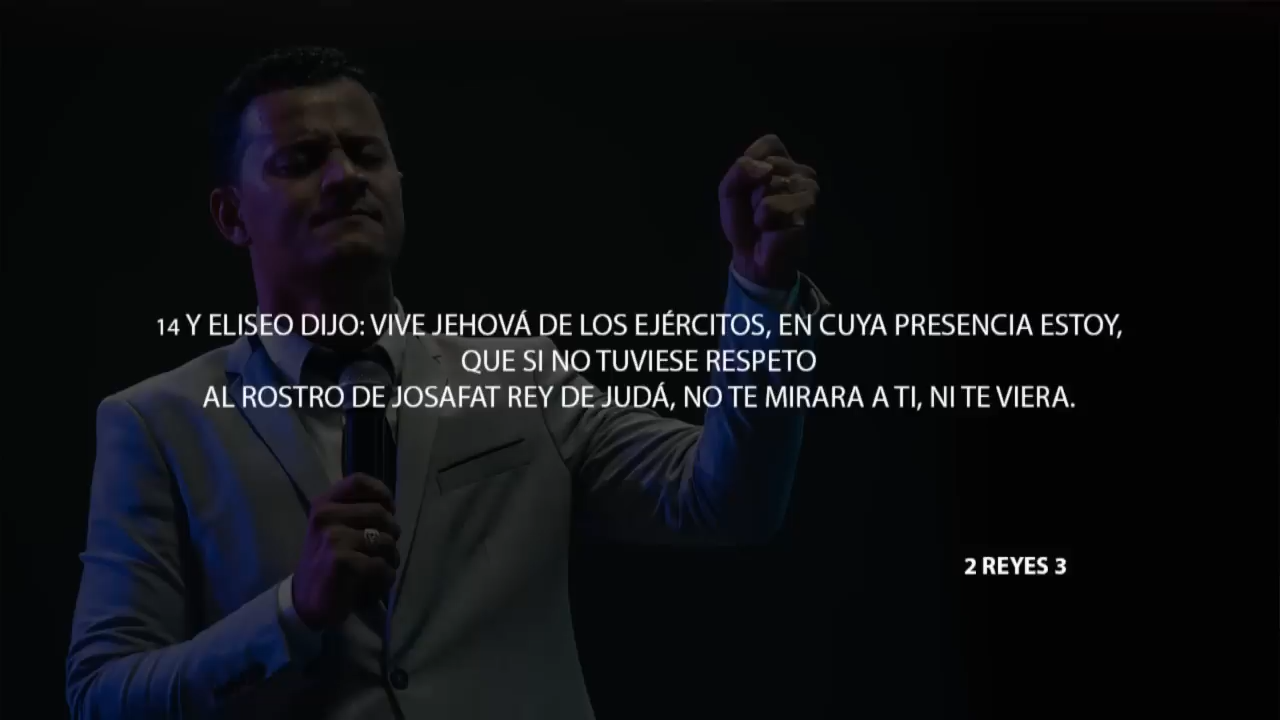 14 Y ELISEO DIJO: VIVE JEHOVÁ DE LOS EJÉRCITOS, EN CUYA PRESENCIA ESTOY,
QUE SI NO TUVIESE RESPETO
AL ROSTRO DE JOSAFAT REY DE JUDÁ, NO TE MIRARA A TI, NI TE VIERA.
2 REYES 3